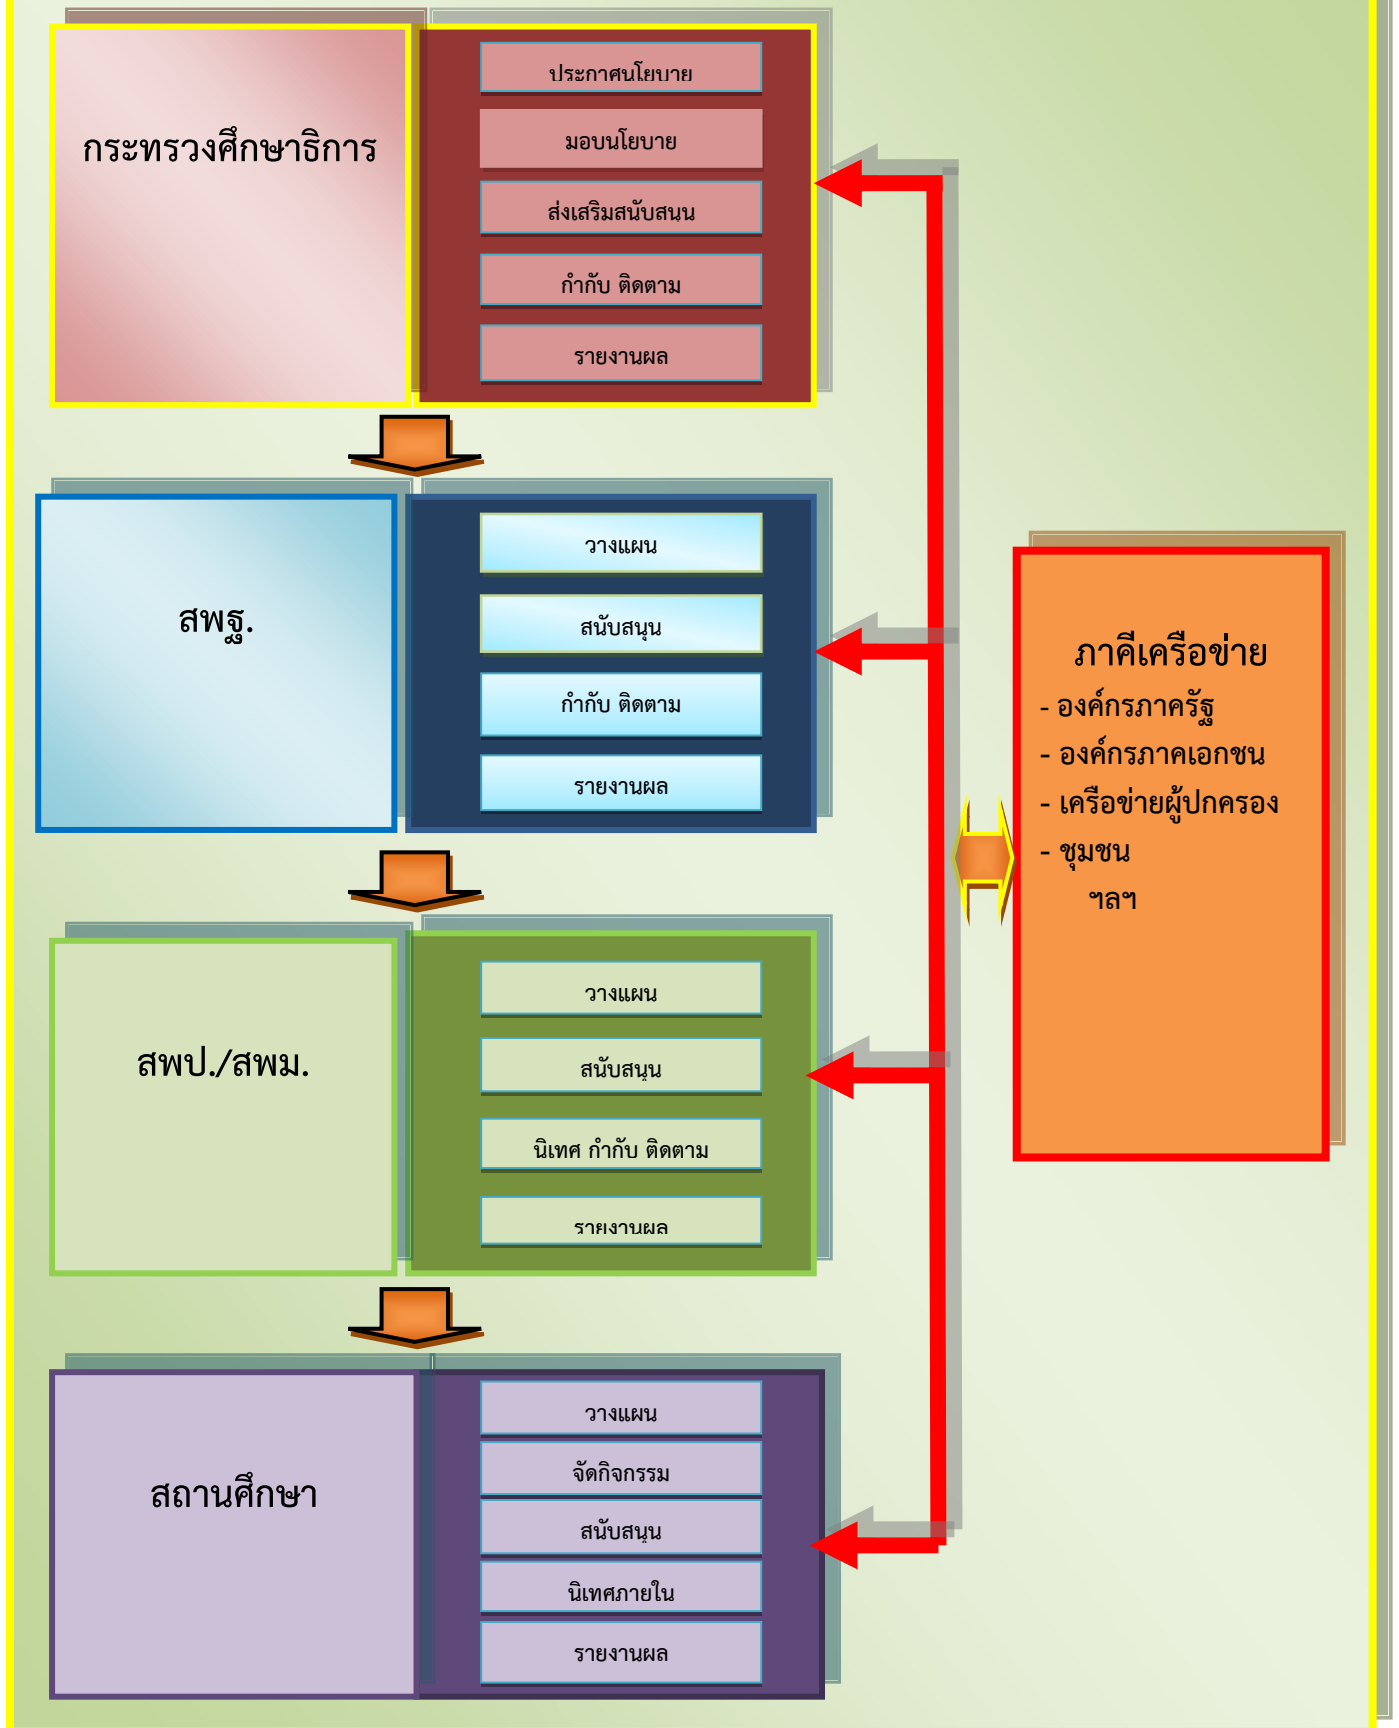 กระทรวงศึกษาธิการ
ประกาศนโยบาย
มอบนโยบาย
ส่งเสริมสนับสนน
กำกับ ติดตาม
รายงานผล
สพฐ.
วางแผน
สนับสนุน
กำกับ ติดตาม
รายงานผล
สพป./สพม.
วางแผน
สนับสนุน
นิเทศ กำกับ ติดตาม
รายงานผล
สถานศึกษา
วางแผน
จัดกิจกรรม
สนับสนุน
นิเทศภายใน
รายงานผล
ภาคีเครือข่าย
- องค์กรภาครัฐ
- องค์กรภาคเอกชน
- เครือข่ายผู้ปกครอง
- ชุมชน
ฯลฯ